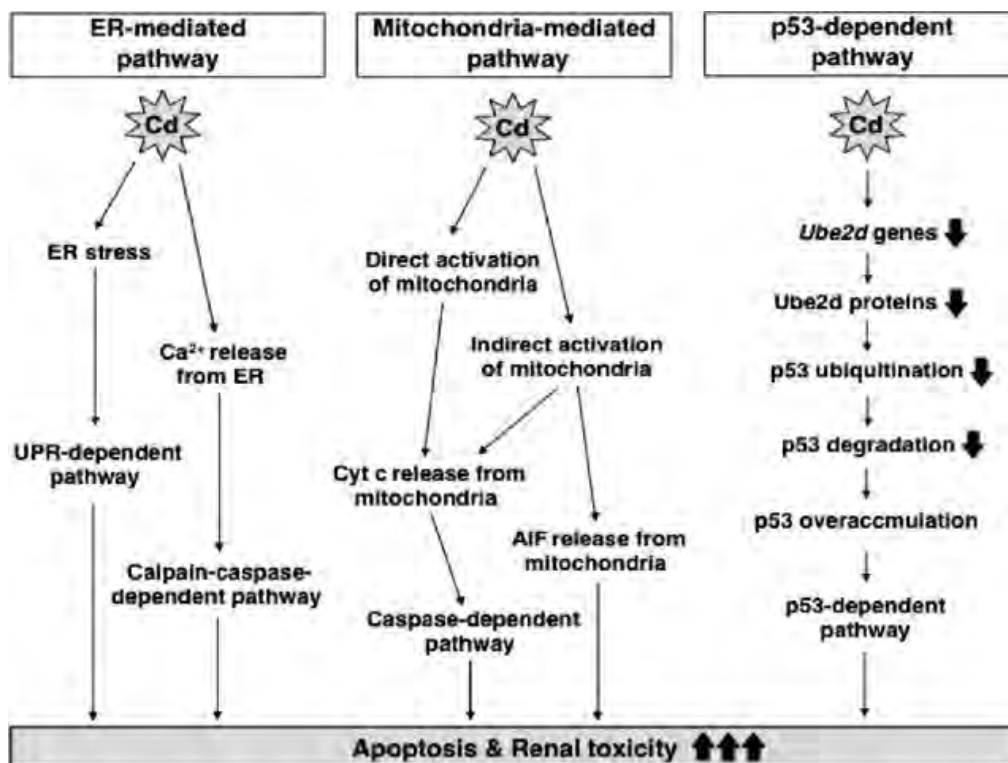 ER-mediated
pathway
Cd
ER stress
Ca²⁺ release
from ER
UPR-dependent
pathway
Calpain-caspase-
dependent pathway
Mitochondria-mediated
pathway
Cd
Direct activation
of mitochondria
Indirect activation
of mitochondria
Cyt c release from
mitochondria
AIF release from
mitochondria
Caspase-dependent
pathway
p53-dependent
pathway
Cd
Ube2d genes
Ube2d proteins
p53 ubiquitination
p53 degradation
p53 overaccmulation
p53-dependent
pathway
Apoptosis & Renal toxicity